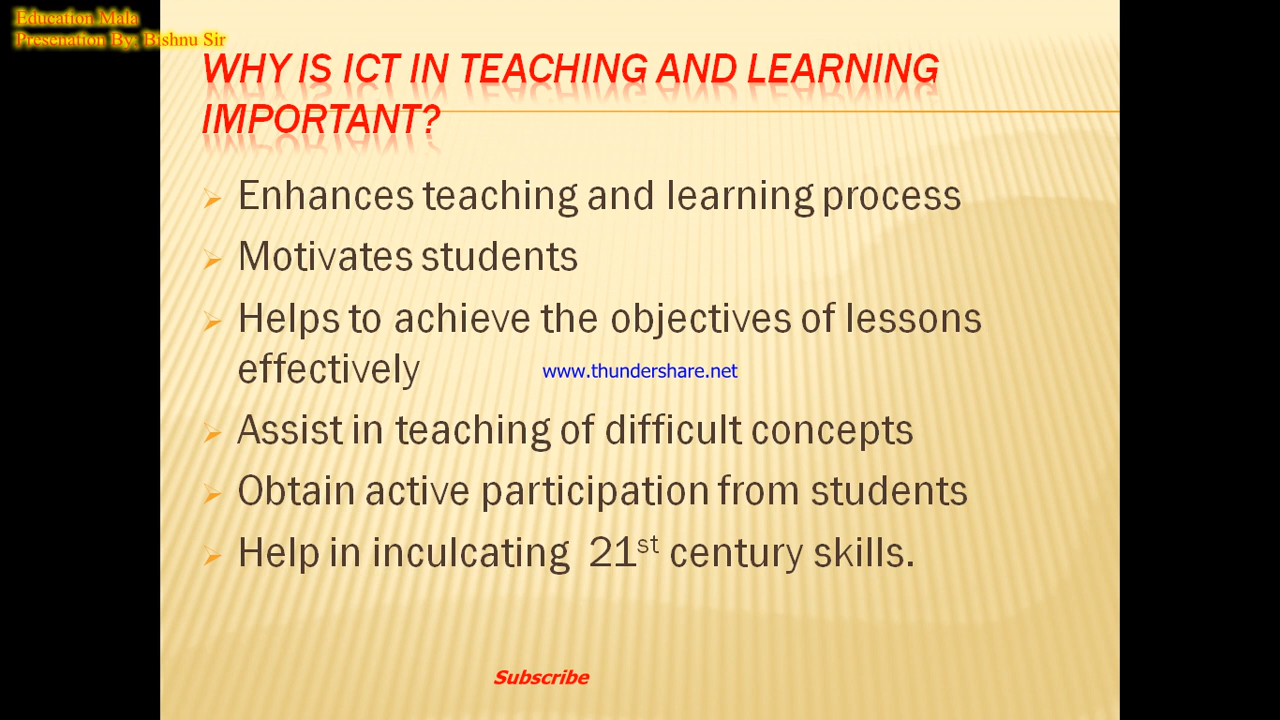 Education Mala
Presenation By; Bishnu Sir
WHY IS ICT IN TEACHING AND LEARNING
IMPORTANT?
Enhances teaching and learning process
Motivates students
Helps to achieve the objectives of lessons
effectively
www.thundershare.net
Assist in teaching of difficult concepts
Obtain active participation from students
Help in inculcating 21st century skills.
Subscribe